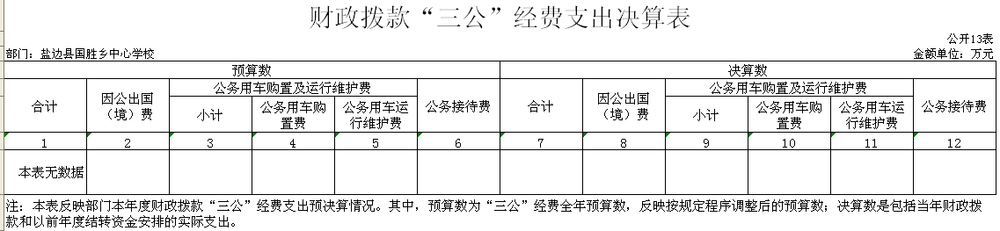 财政拨款“三公”经费支出决算表
公开13表
部门：盐边县国胜乡中心学校 金额单位：万元
预算数 决算数
合计 因公出国（境）费 公务用车购置及运行维护费 公务接待费 合计 因公出国（境）费 公务用车购置及运行维护费 公务接待费
小计 公务用车购置费 公务用车运行维护费 小计 公务用车购置费 公务用车运行维护费
1 2 3 4 5 6 7 8 9 10 11 12
本表无数据
注：本表反映部门本年度财政拨款“三公”经费支出预决算情况。其中，预算数为“三公”经费全年预算数，反映按规定程序调整后的预算数；决算数是包括当年财政拨
款和以前年度结转资金安排的实际支出。